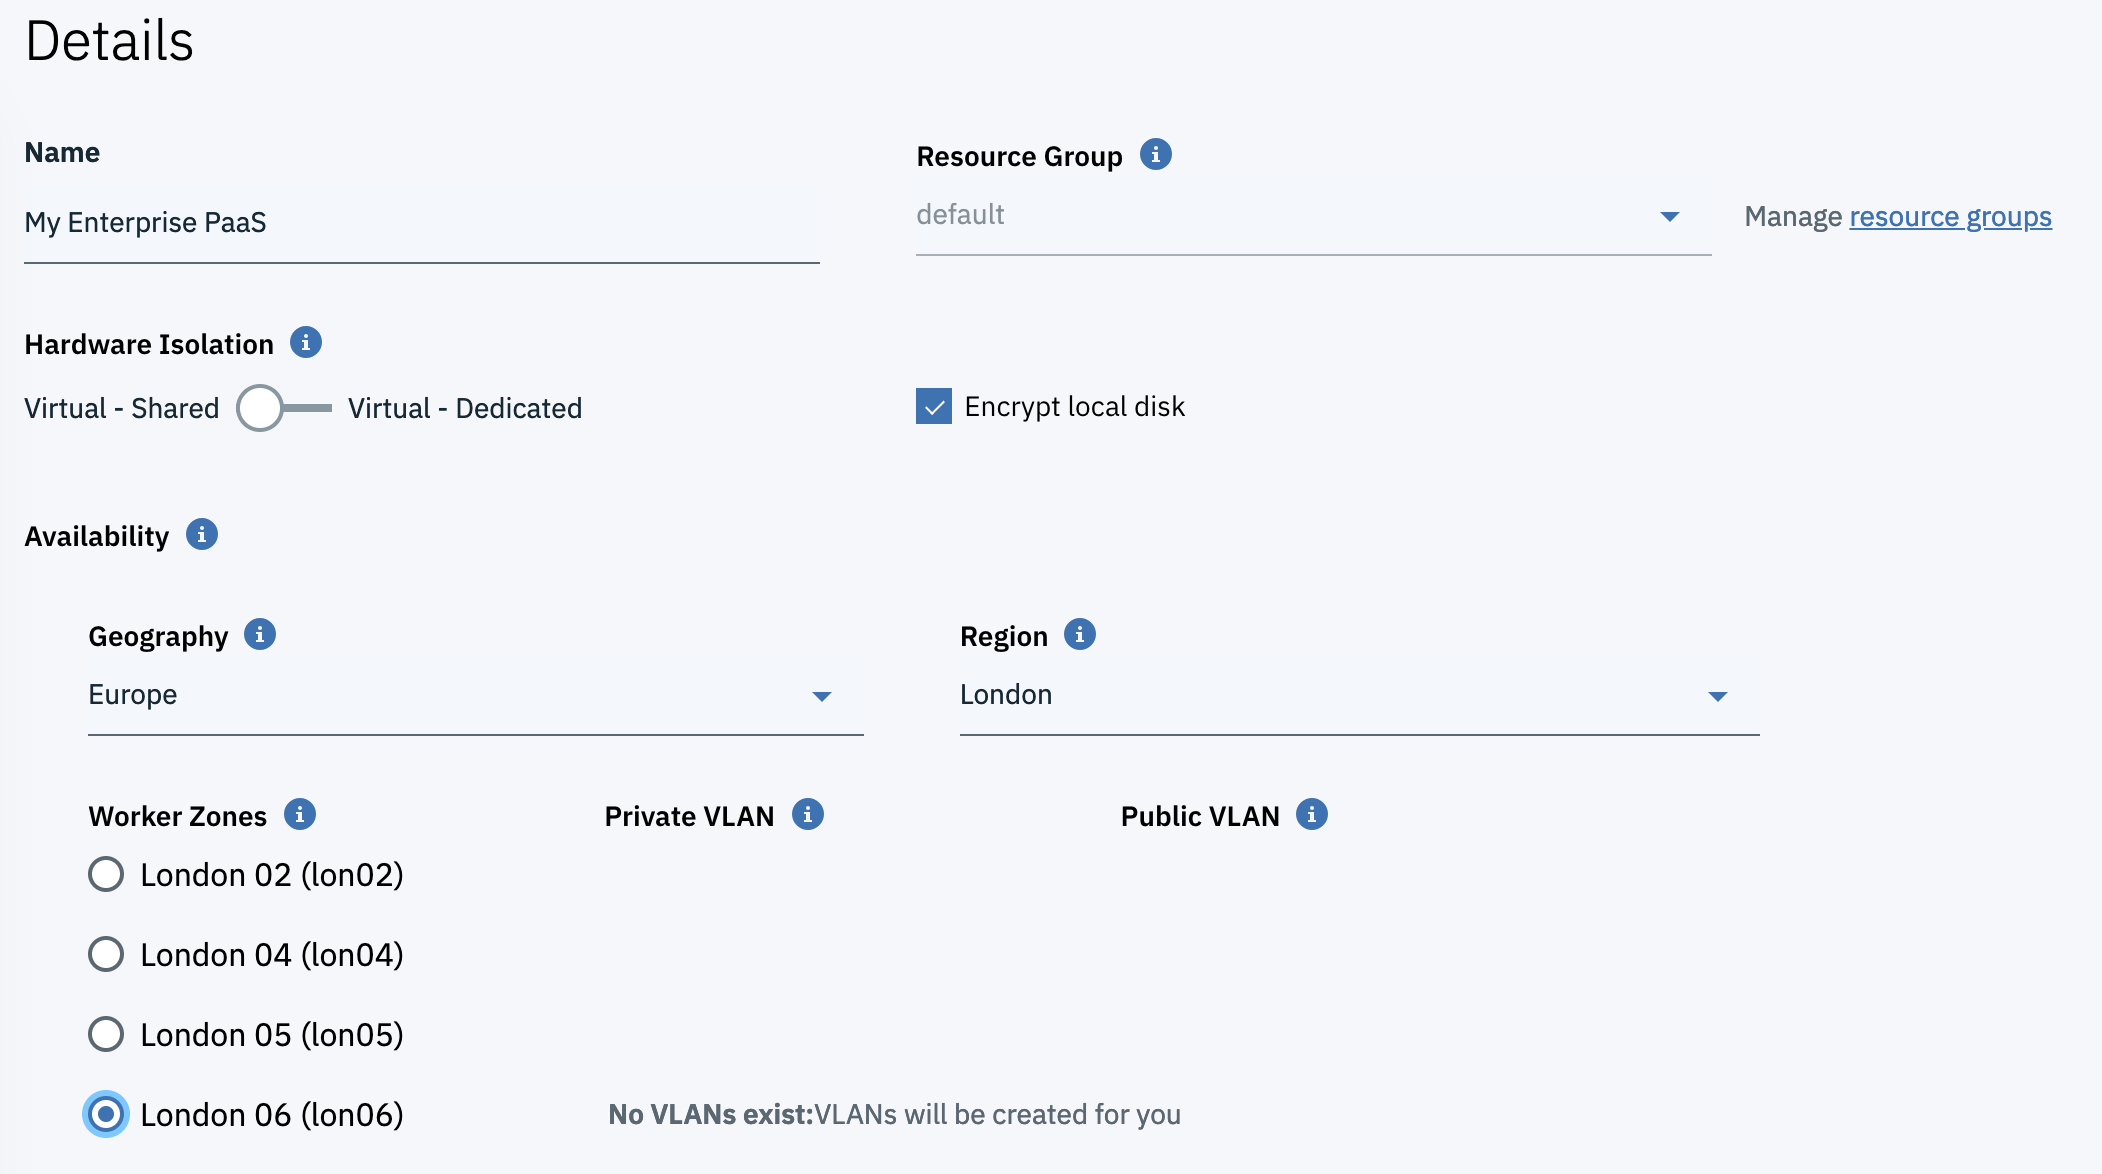 Details
Name
Resource Group
My Enterprise PaaS
default
Manage resource groups
Hardware Isolation
Virtual - Shared
Virtual - Dedicated
Encrypt local disk
Availability
Geography
Region
Europe
London
Worker Zones
Private VLAN
Public VLAN
London 02 (lon02)
London 04 (lon04)
London 05 (lon05)
London 06 (lon06)
No VLANs exist:VLANs will be created for you